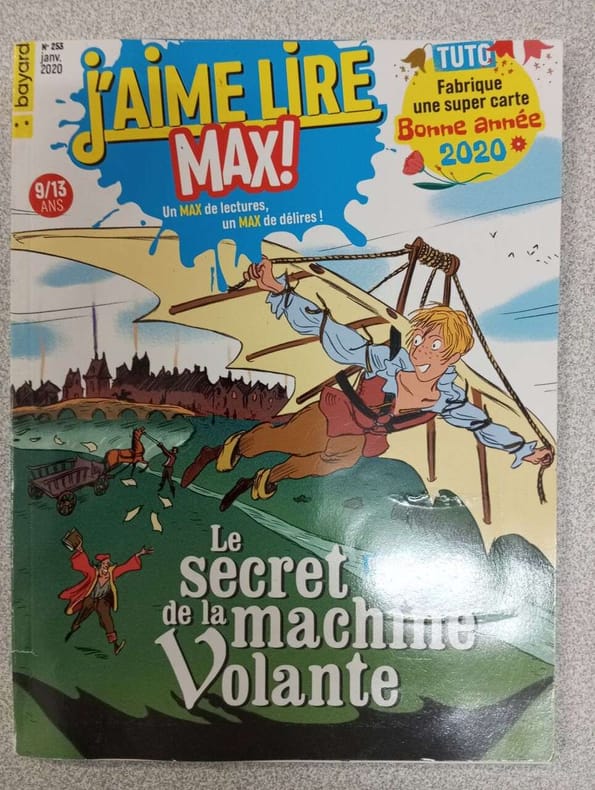 bayard
N° 253
janv.
2020
J'AIME LIRE
MAX!
Un MAX de lectures,
un MAX de délires !
9/13
ANS
TUTO
Fabrique
une super carte
Bonne année
2020
Le
secret
de la machine
Volante